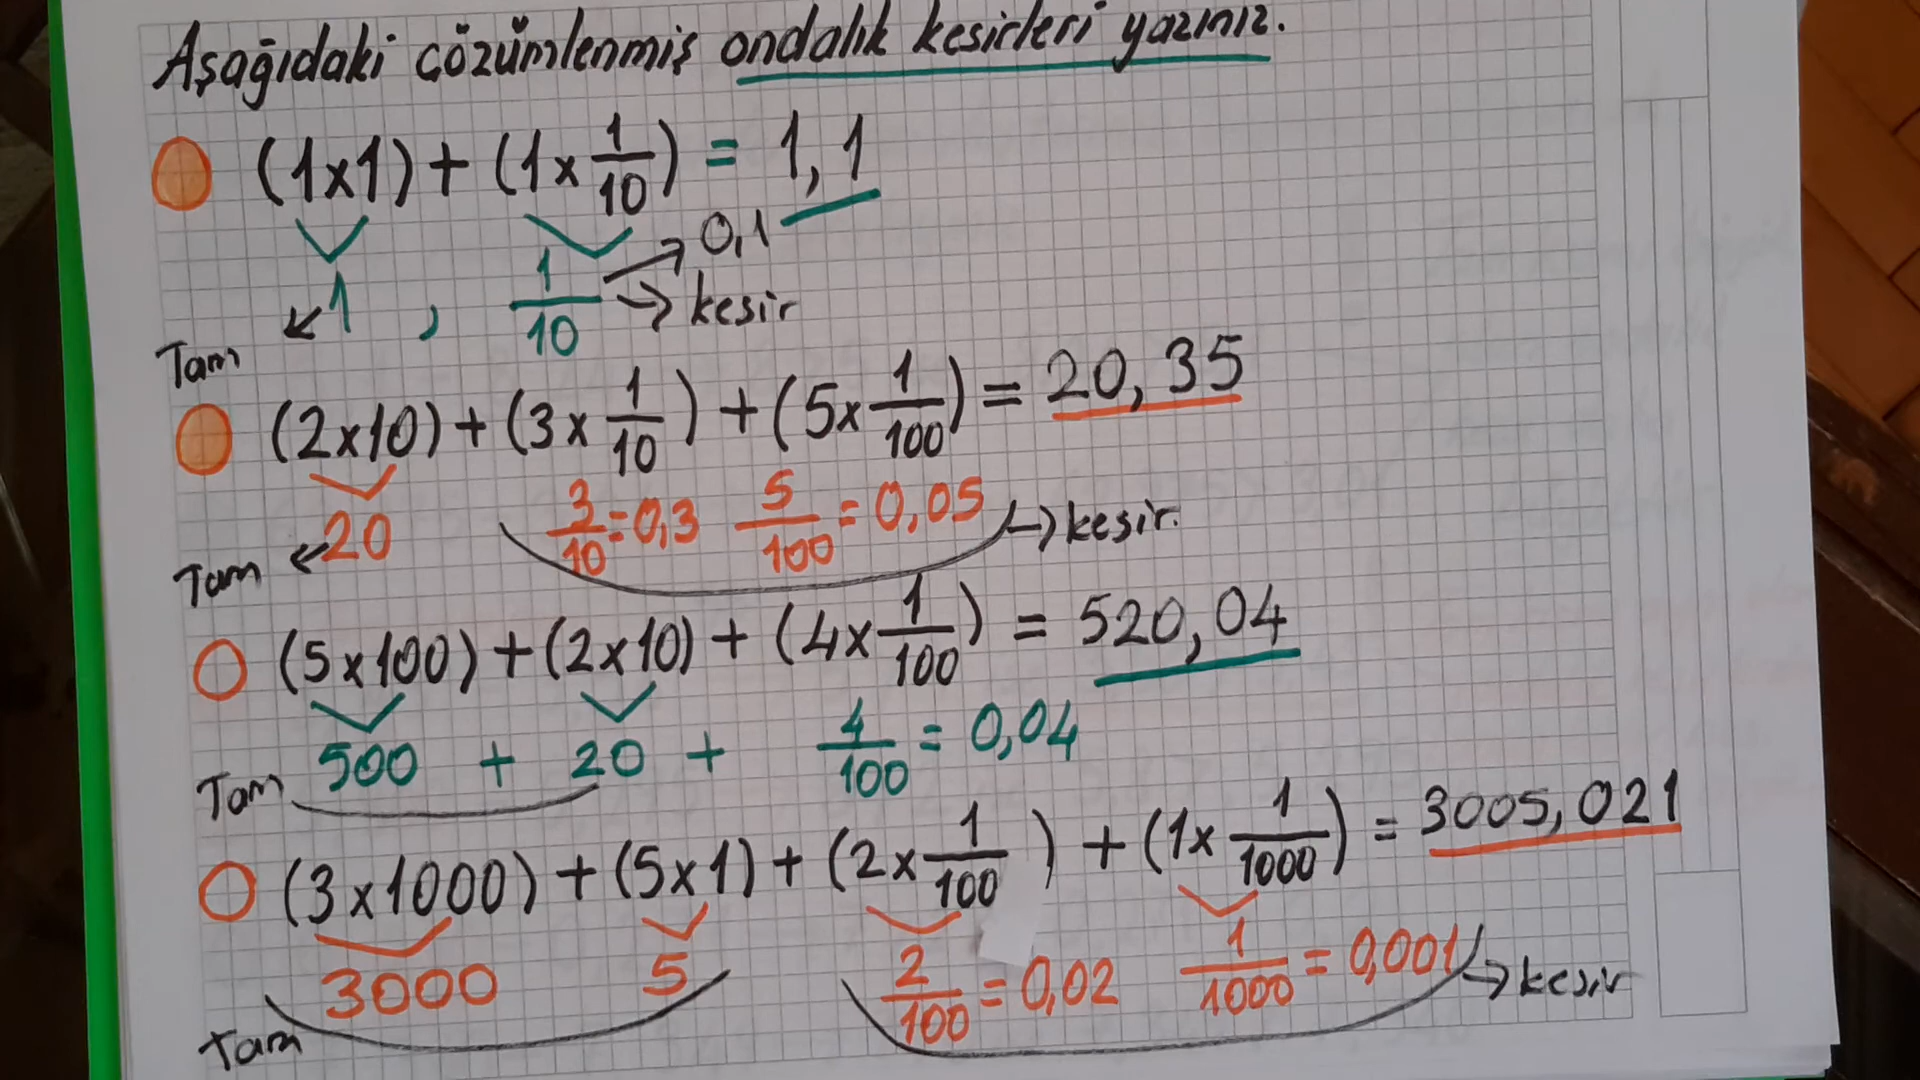 Aşağıdaki çözümlenmiş ondalık kesirleri yazınız.
(1x1) + (1x 1/10) = 1,1
1 , 1/10 → 0,1
→ kesir
Tam
(2x10) + (3x 1/10) + (5x 1/100) = 20,35
20 3/10 = 0,3 5/100 = 0,05 → kesir.
Tam
(5x100) + (2x10) + (4x 1/100) = 520,04
Tam 500 + 20 + 4/100 = 0,04
(3x1000) + (5x1) + (2x 1/100) + (1x 1/1000) = 3005,021
3000 5 2/100 = 0,02 1/1000 = 0,001 → kesir
Tam